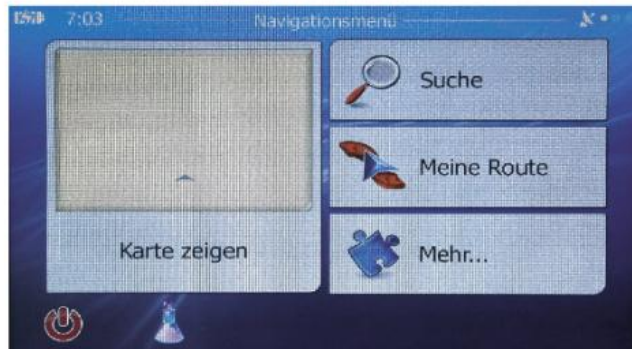 7:03
Navigationsmenü
Suche
Meine Route
Karte zeigen
Mehr...